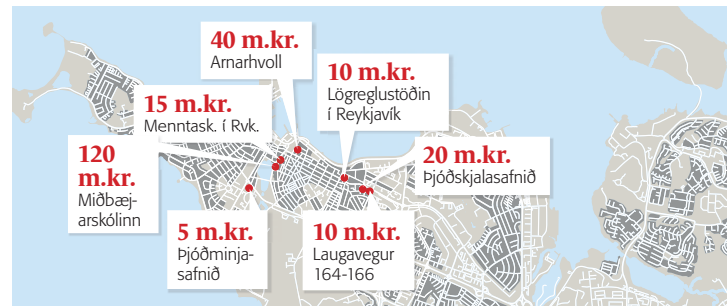 40 m.kr.
Arnarhvoll
10 m.kr.
Lögreglustöðin
í Reykjavík
15 m.kr.
Menntask. í Rvk.
120
m.kr.
Miðbæj-
arskólinn
20 m.kr.
Þjóðskjalasafnið
5 m.kr.
Þjóðminja-
safnið
10 m.kr.
Laugavegur
164-166